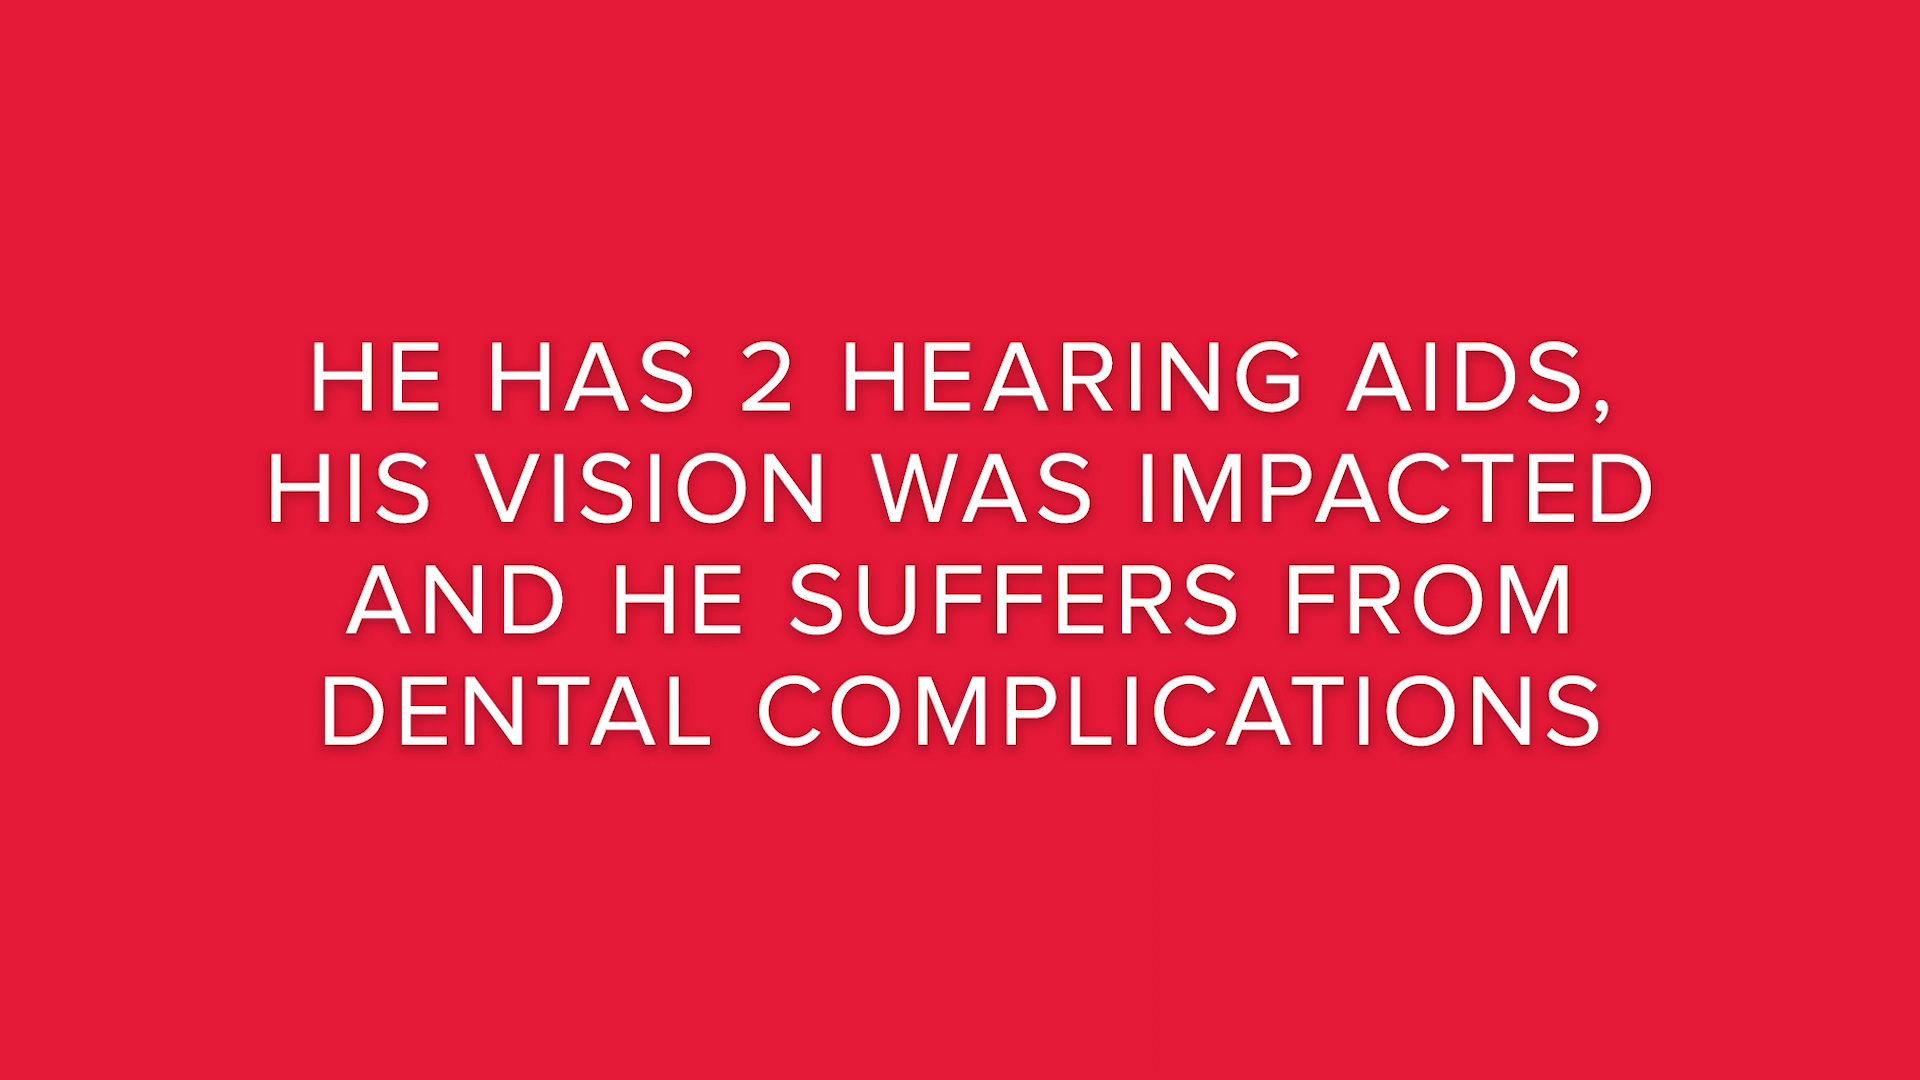 HE HAS 2 HEARING AIDS,
HIS VISION WAS IMPACTED
AND HE SUFFERS FROM
DENTAL COMPLICATIONS